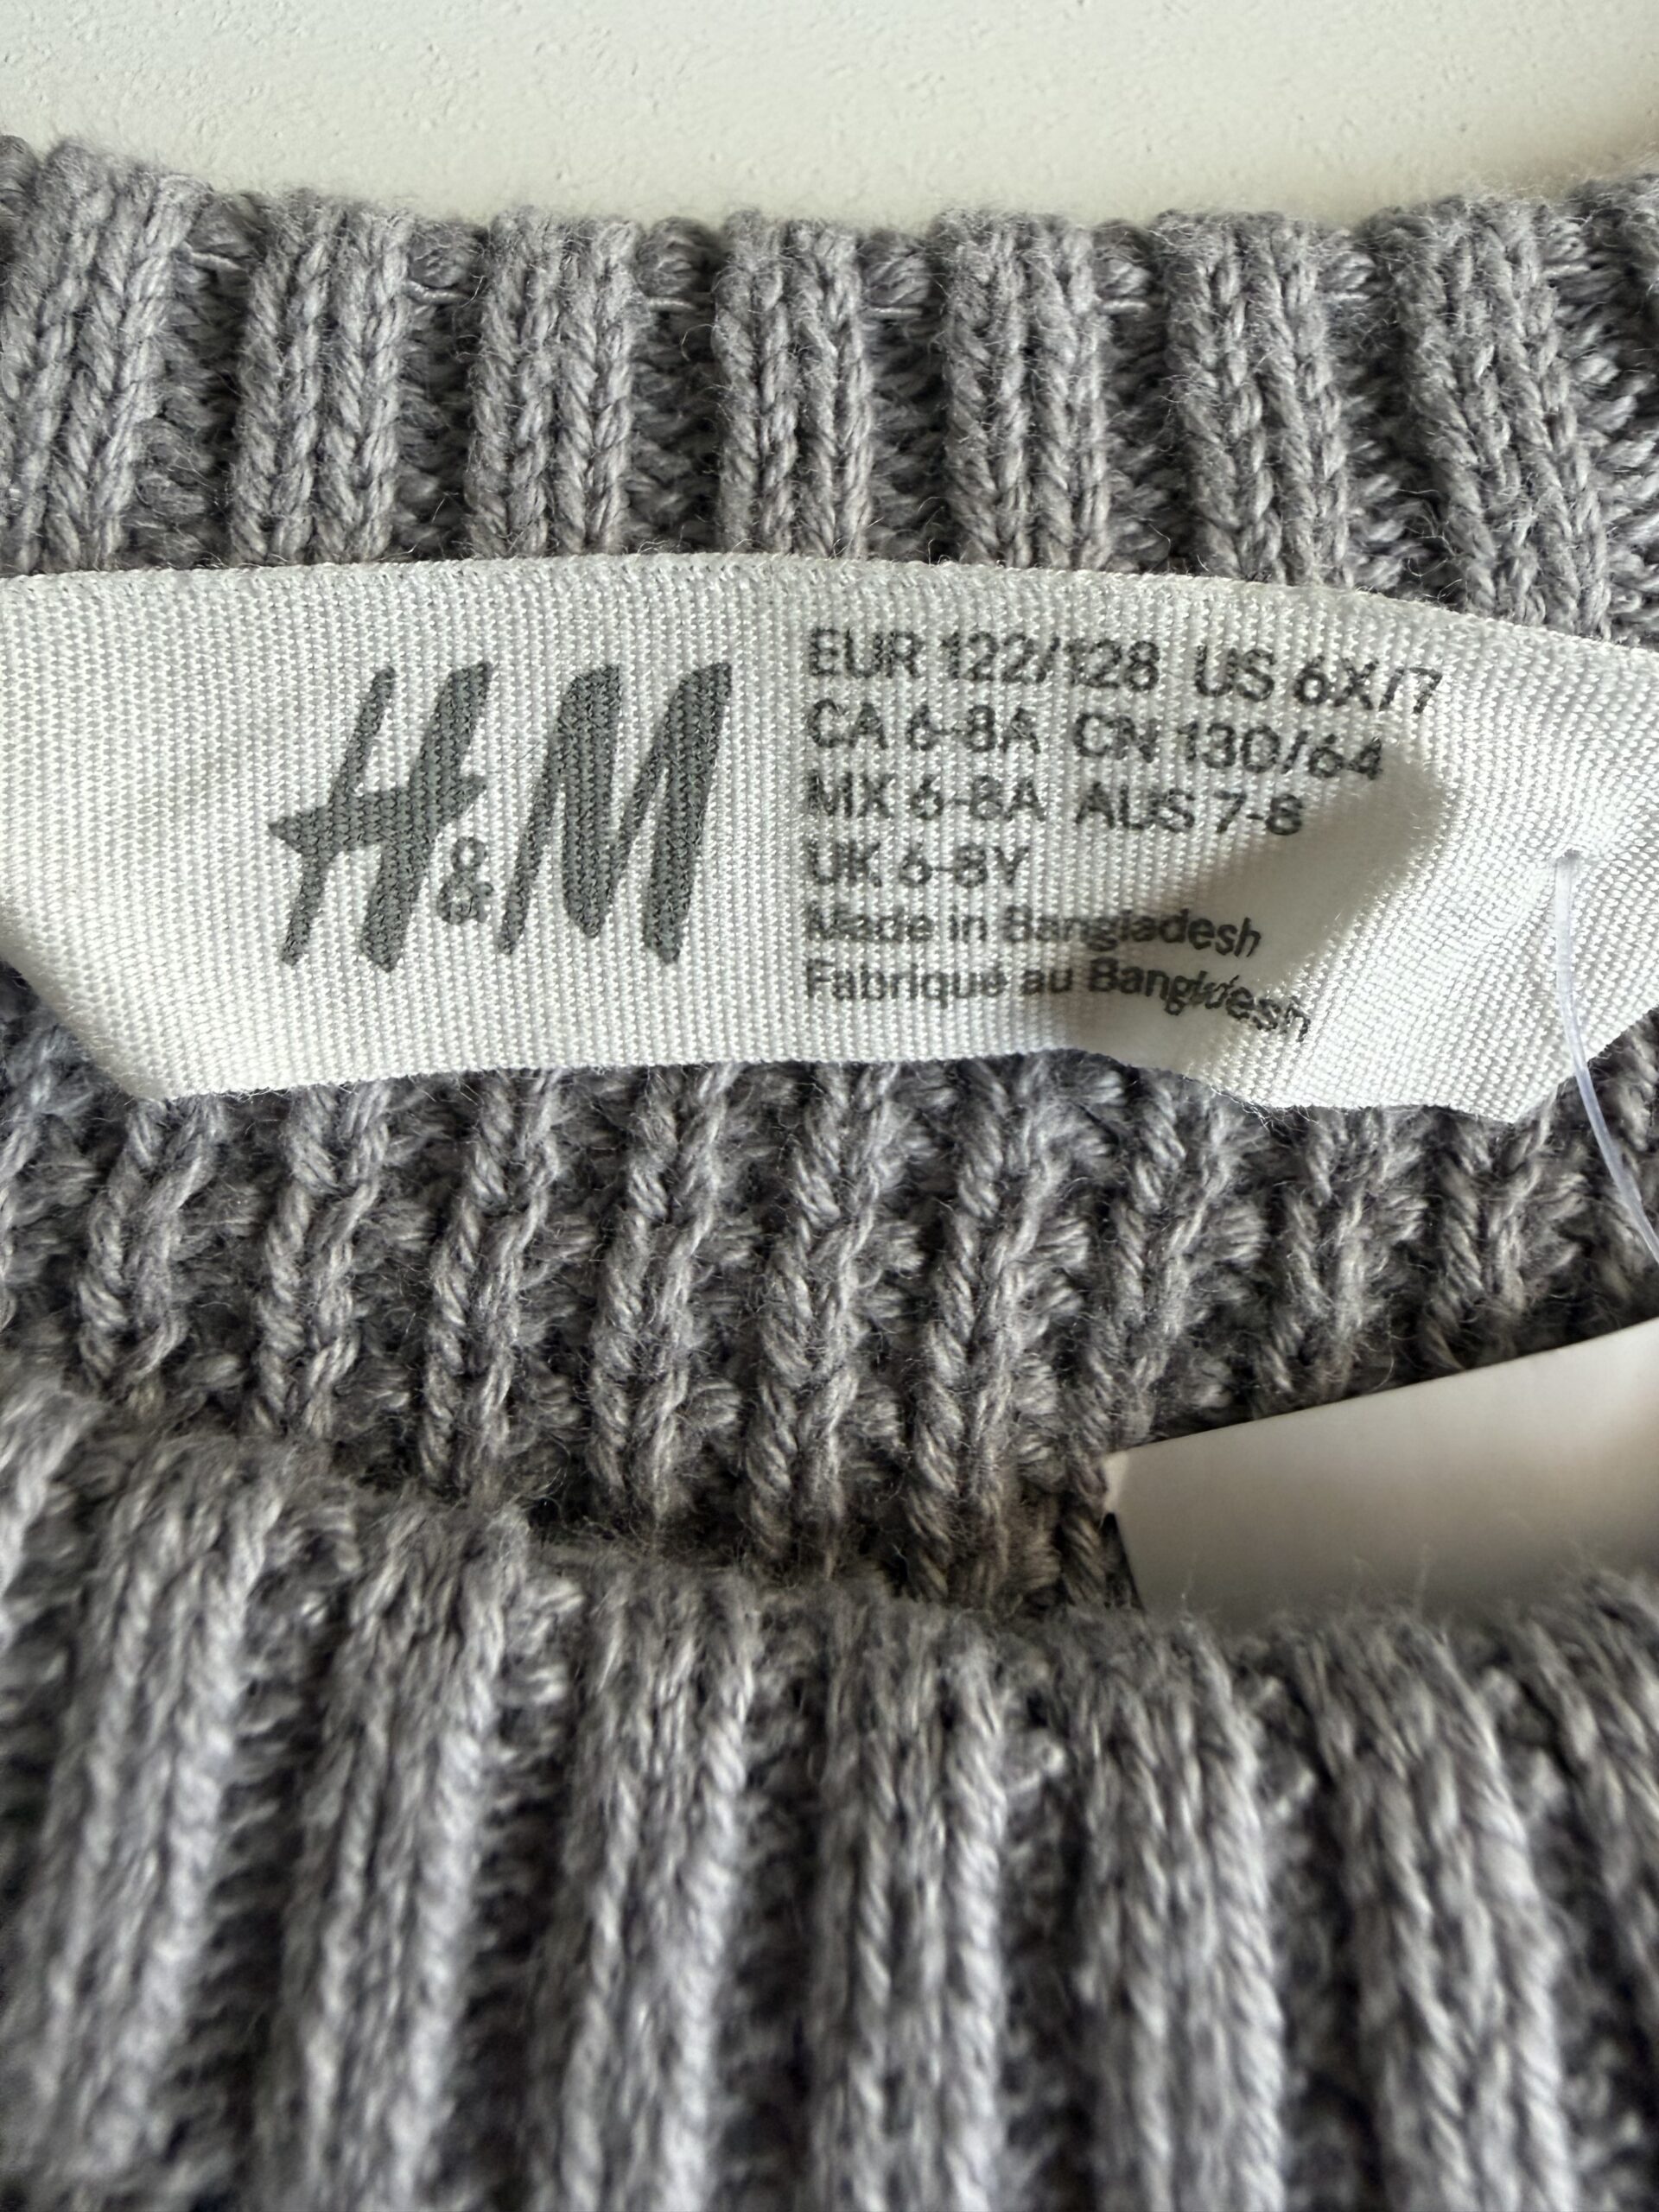 H&M
EUR 122/128 US 6X/7
CA 6-8A CN 130/64
MX 6-8A AUS 7-8
UK 6-8Y
Made in Bangladesh
Fabriqué au Bangladesh